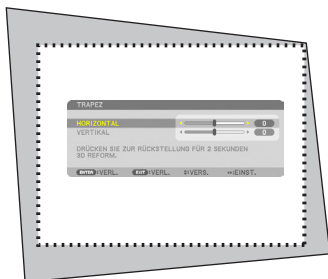 TRAPEZ
HORIZONTAL 0
VERTIKAL 0
DRÜCKEN SIE ZUR RÜCKSTELLUNG FÜR 2 SEKUNDEN
3D REFORM.
ENTER :VERL. EXIT :VERL. ↕:VERS. ↔:EINST.